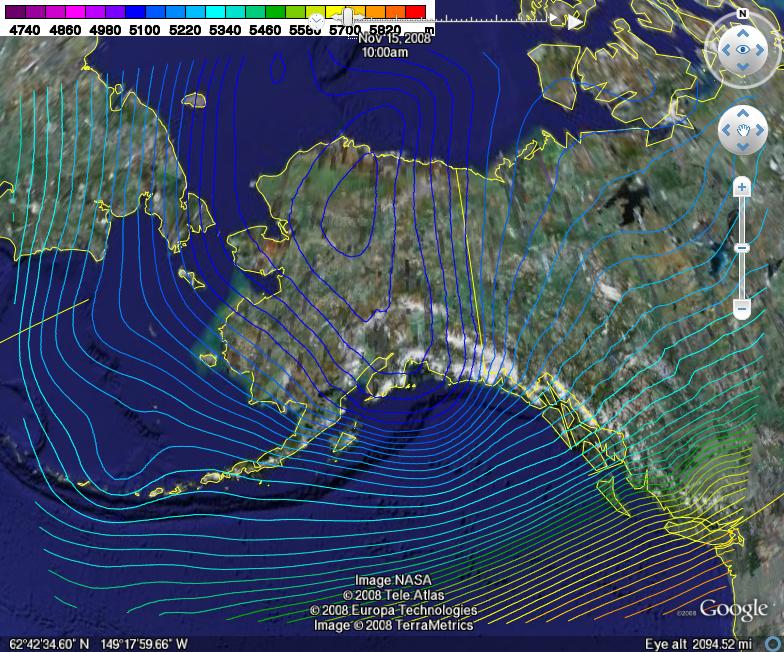 4740 4860 4980 5100 5220 5340 5460 5580 5700 5820 m
Nov 15, 2008
10:00am
N
Image NASA
© 2008 Tele Atlas
© 2008 Europa Technologies
Image © 2008 TerraMetrics
©2008 Google
62°42'34.60" N 149°17'59.66" W
Eye alt 2094.52 mi